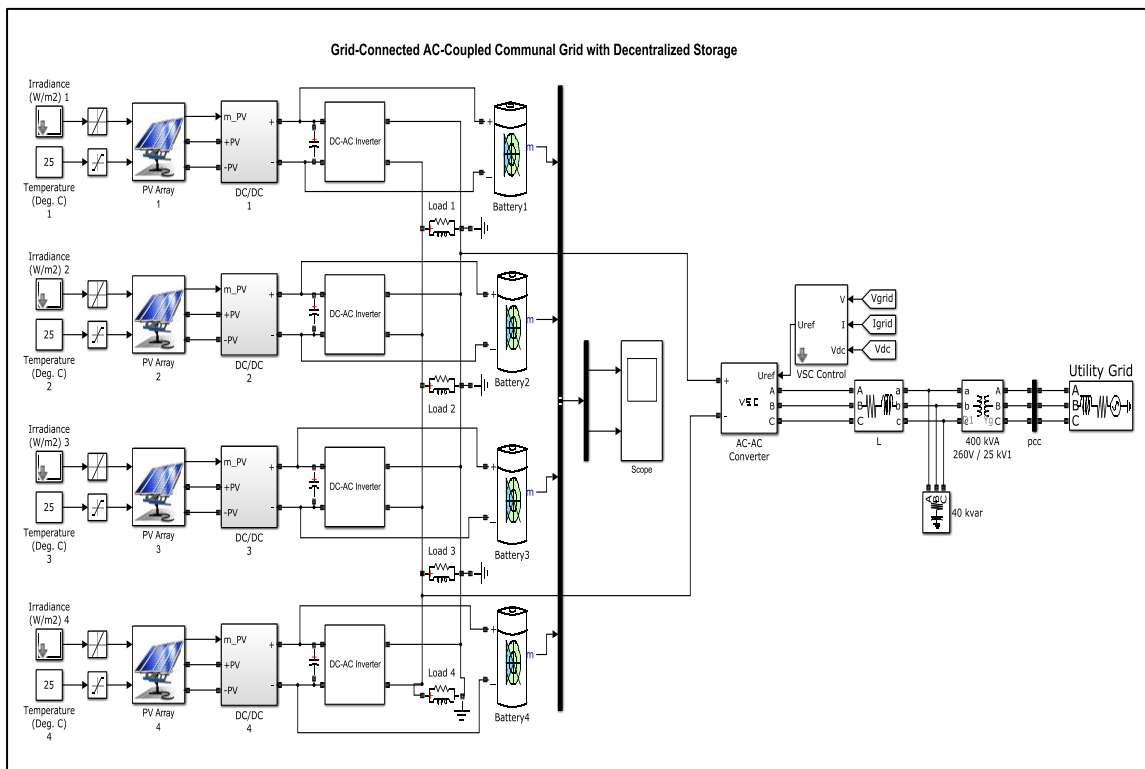 Grid-Connected AC-Coupled Communal Grid with Decentralized Storage
Irradiance
(W/m2) 1
25
Temperature
(Deg. C)
1
PV Array
1
m_PV
+PV
-PV
+
-
DC/DC
1
DC-AC Inverter
Load 1
+
-
m
Battery1
Irradiance
(W/m2) 2
25
Temperature
(Deg. C)
2
PV Array
2
m_PV
+PV
-PV
+
-
DC/DC
2
DC-AC Inverter
Load 2
+
-
m
Battery2
Irradiance
(W/m2) 3
25
Temperature
(Deg. C)
3
PV Array
3
m_PV
+PV
-PV
+
-
DC/DC
3
DC-AC Inverter
Load 3
+
-
m
Battery3
Irradiance
(W/m2) 4
25
Temperature
(Deg. C)
4
PV Array
4
m_PV
+PV
-PV
+
-
DC/DC
4
DC-AC Inverter
Load 4
+
-
m
Battery4
Scope
Uref
V
I
Vdc
VSC Control
Vgrid
Igrid
Vdc
+
-
Uref
VSC
A
B
C
AC-AC
Converter
A
B
C
a
b
c
L
A
B
C
40 kvar
a
b
c
Yg
A
B
C
400 kVA
260V / 25 kV1
pcc
Utility Grid
A
B
C